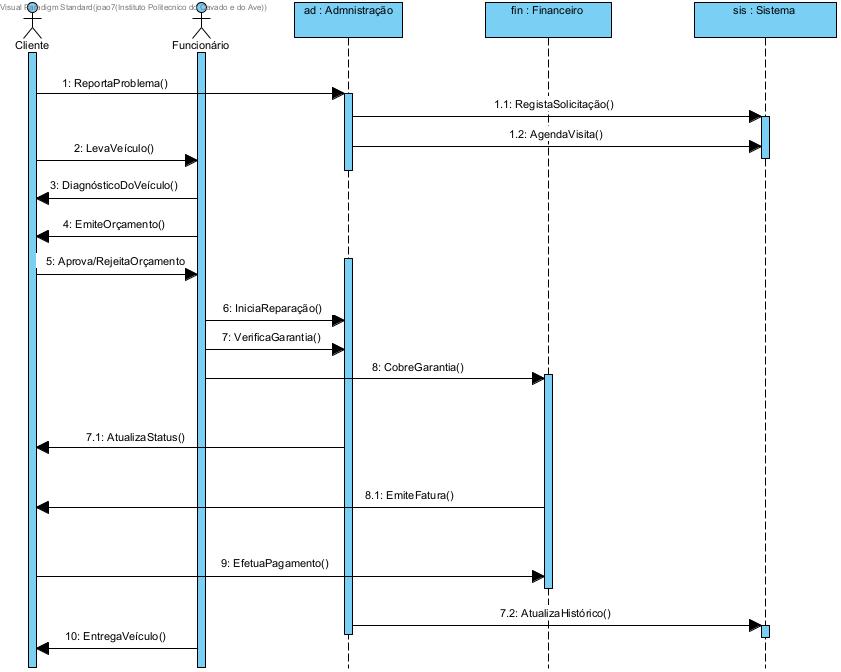 Visual Paradigm Standard(joao7(Instituto Politecnico do Cávado e do Ave))
Cliente
Funcionário
ad : Admnistração
fin : Financeiro
sis : Sistema
1: ReportaProblema()
1.1: RegistaSolicitação()
1.2: AgendaVisita()
2: LevaVeículo()
3: DiagnósticoDoVeículo()
4: EmiteOrçamento()
5: Aprova/RejeitaOrçamento
6: IniciaReparação()
7: VerificaGarantia()
8: CobreGarantia()
7.1: AtualizaStatus()
8.1: EmiteFatura()
9: EfetuaPagamento()
7.2: AtualizaHistórico()
10: EntregaVeículo()